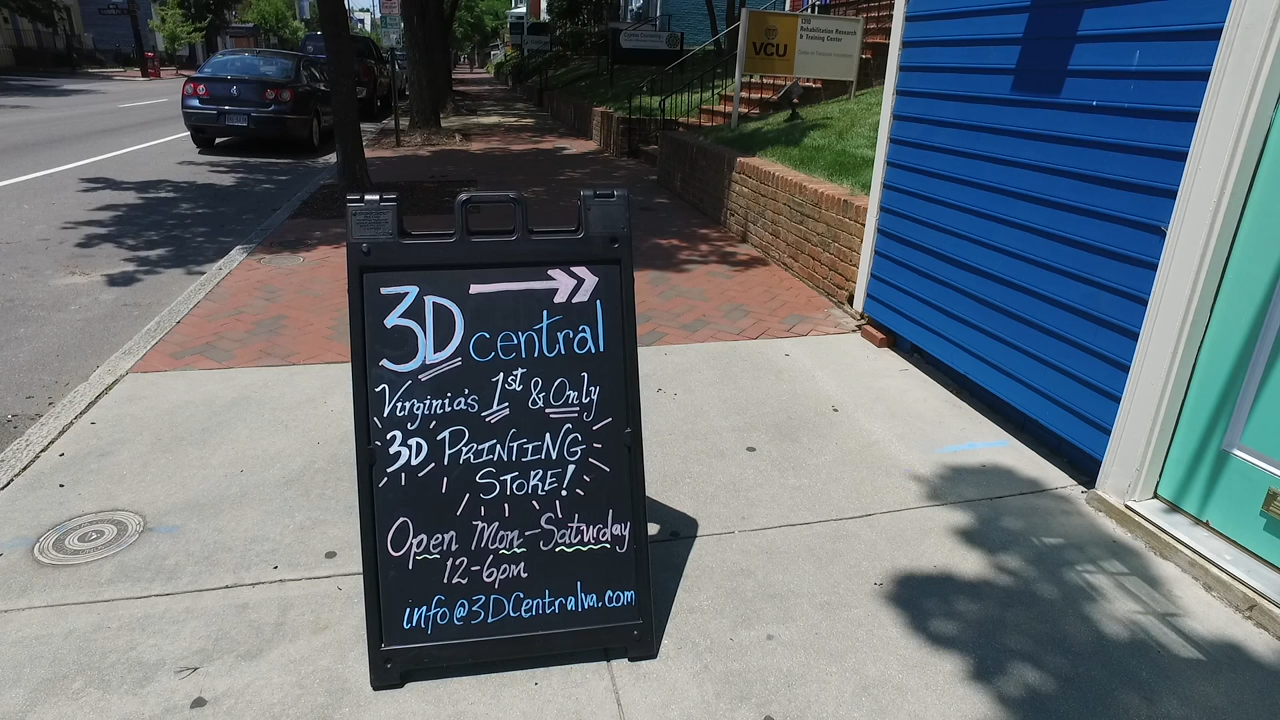 VCU
1310
Rehabilitation Research
& Training Center
3D central
Virginia's 1st & Only
3D PRINTING
STORE!
Open Mon-Saturday
12-6pm
info@3DCentralva.com